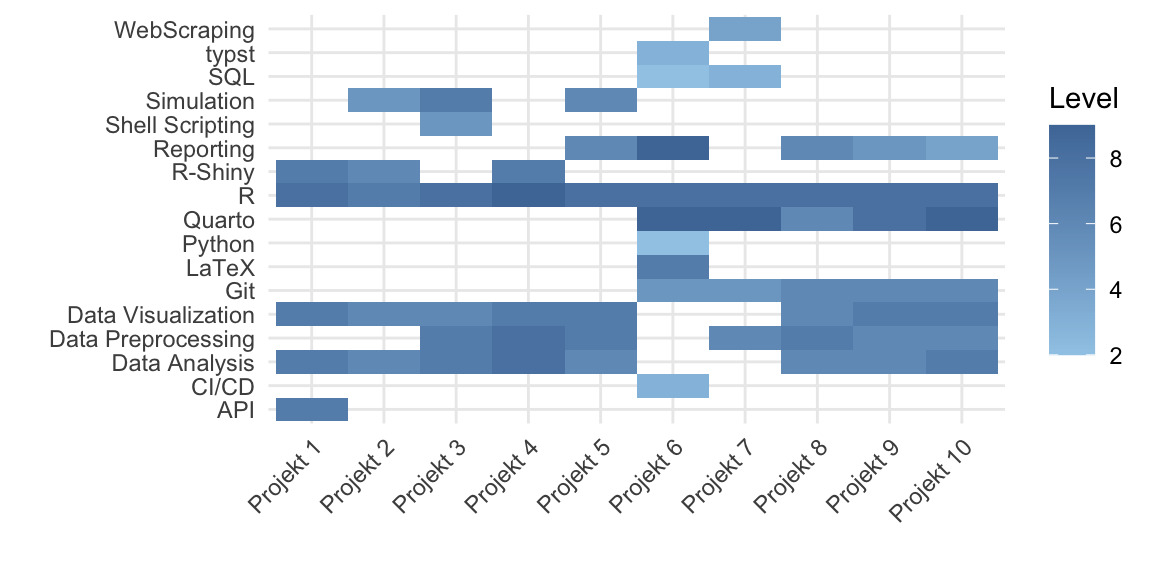 WebScraping
typst
SQL
Simulation
Shell Scripting
Reporting
R-Shiny
R
Quarto
Python
LaTeX
Git
Data Visualization
Data Preprocessing
Data Analysis
CI/CD
API
Projekt 1
Projekt 2
Projekt 3
Projekt 4
Projekt 5
Projekt 6
Projekt 7
Projekt 8
Projekt 9
Projekt 10
Level
8
6
4
2